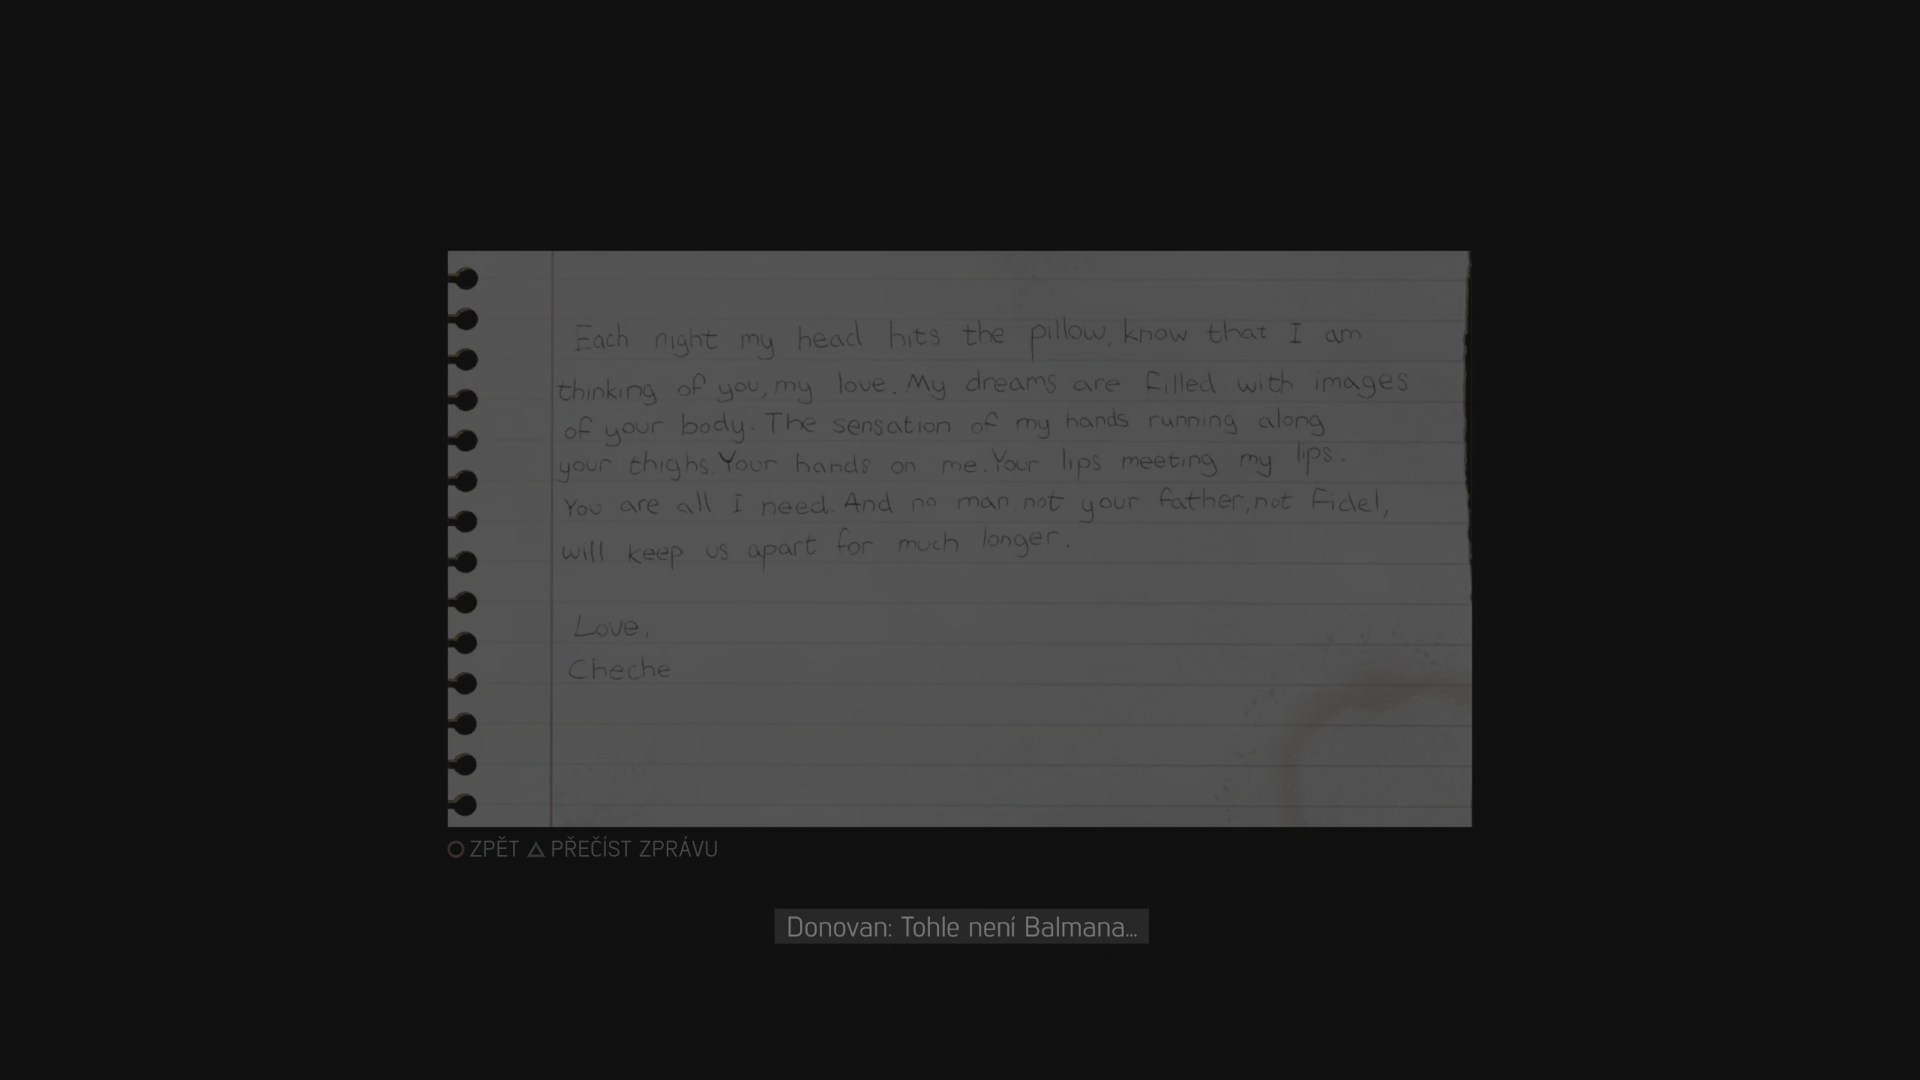 Each night my head hits the pillow, know that I am
thinking of you, my love. My dreams are filled with images
of your body. The sensation of my hands running along
your thighs. Your hands on me. Your lips meeting my lips.
You are all I need. And no man, not your father, not Fidel,
will keep us apart for much longer.
Love,
Cheche
ZPĚT PŘEČÍST ZPRÁVU
Donovan: Tohle není Balmana...